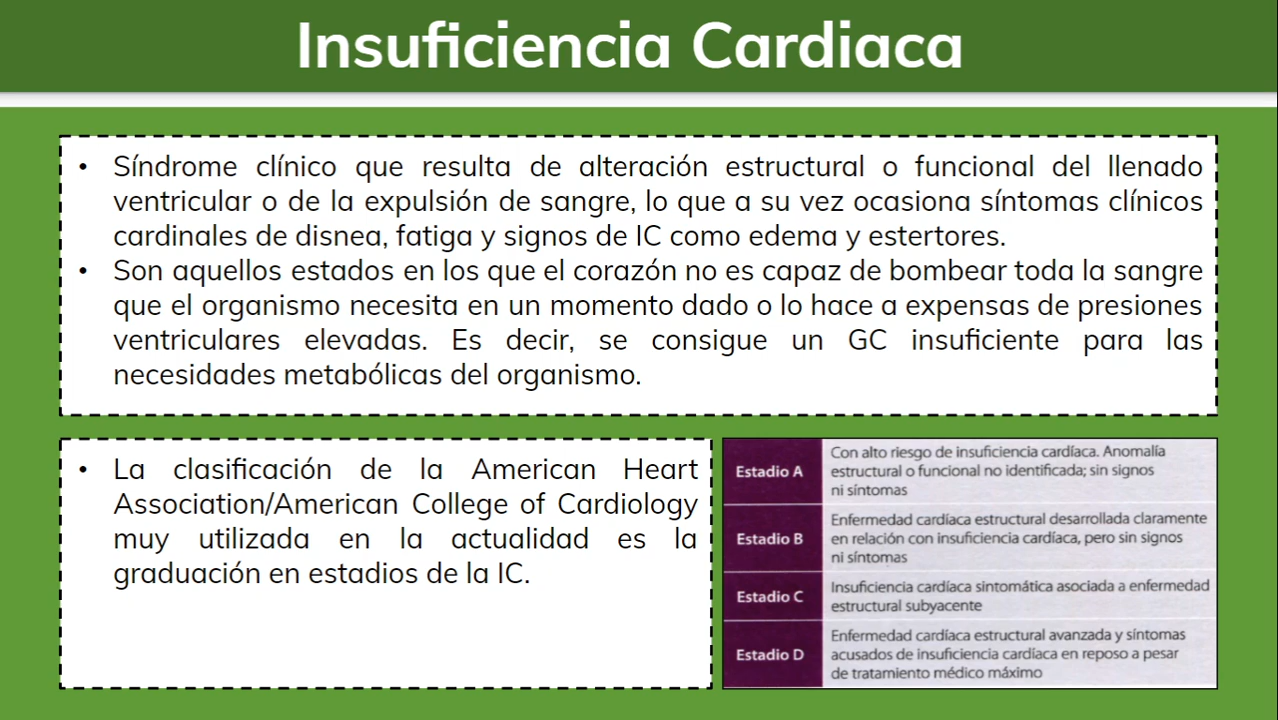 Insuficiencia Cardiaca
• Síndrome clínico que resulta de alteración estructural o funcional del llenado
ventricular o de la expulsión de sangre, lo que a su vez ocasiona síntomas clínicos
cardinales de disnea, fatiga y signos de IC como edema y estertores.
• Son aquellos estados en los que el corazón no es capaz de bombear toda la sangre
que el organismo necesita en un momento dado o lo hace a expensas de presiones
ventriculares elevadas. Es decir, se consigue un GC insuficiente para las
necesidades metabólicas del organismo.
• La clasificación de la American Heart
Association/American College of Cardiology
muy utilizada en la actualidad es la
graduación en estadios de la IC.
Estadio A
Con alto riesgo de insuficiencia cardíaca. Anomalía
estructural o funcional no identificada; sin signos
ni síntomas
Estadio B
Enfermedad cardíaca estructural desarrollada claramente
en relación con insuficiencia cardíaca, pero sin signos
ni síntomas
Estadio C
Insuficiencia cardíaca sintomática asociada a enfermedad
estructural subyacente
Estadio D
Enfermedad cardíaca estructural avanzada y síntomas
acusados de insuficiencia cardíaca en reposo a pesar
de tratamiento médico máximo